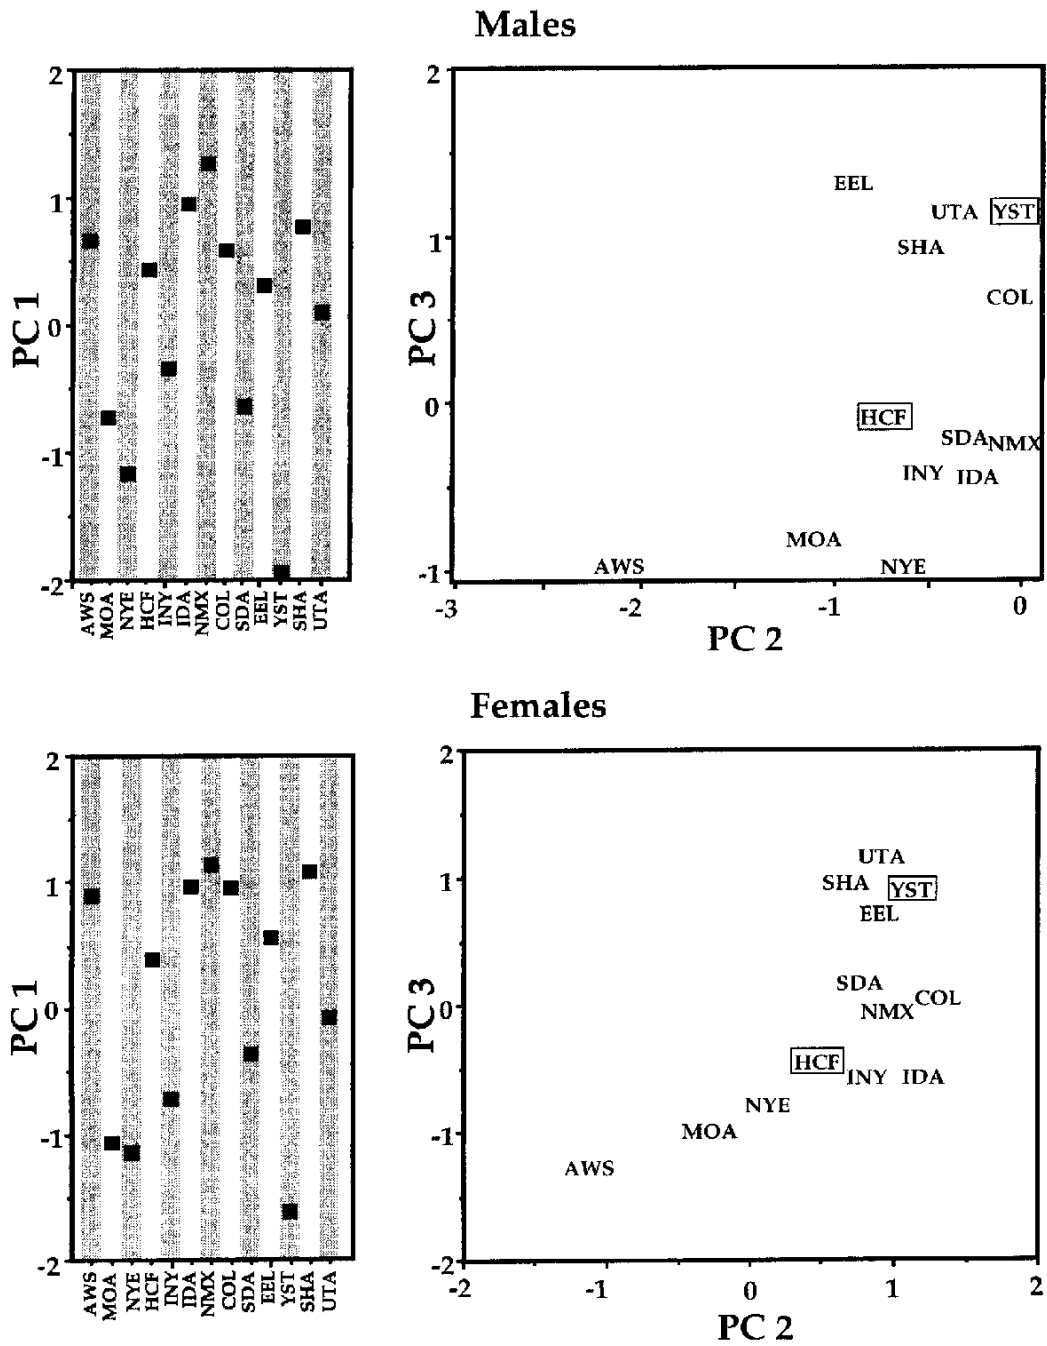 Males
PC 1
2
1
0
-1
-2
AWS
MOA
NYE
HCF
INY
IDA
NMX
COL
SDA
EEL
YST
SHA
UTA
PC 3
2
1
0
-1
EEL
UTA YST
SHA
COL
HCF
SDA NMX
INY IDA
MOA
AWS NYE
-3 -2 -1 0
PC 2
Females
PC 1
2
1
0
-1
-2
AWS
MOA
NYE
HCF
INY
IDA
NMX
COL
SDA
EEL
YST
SHA
UTA
PC 3
2
1
0
-1
-2
UTA
SHA YST
EEL
SDA
NMX COL
HCF
INY IDA
NYE
MOA
AWS
-2 -1 0 1 2
PC 2